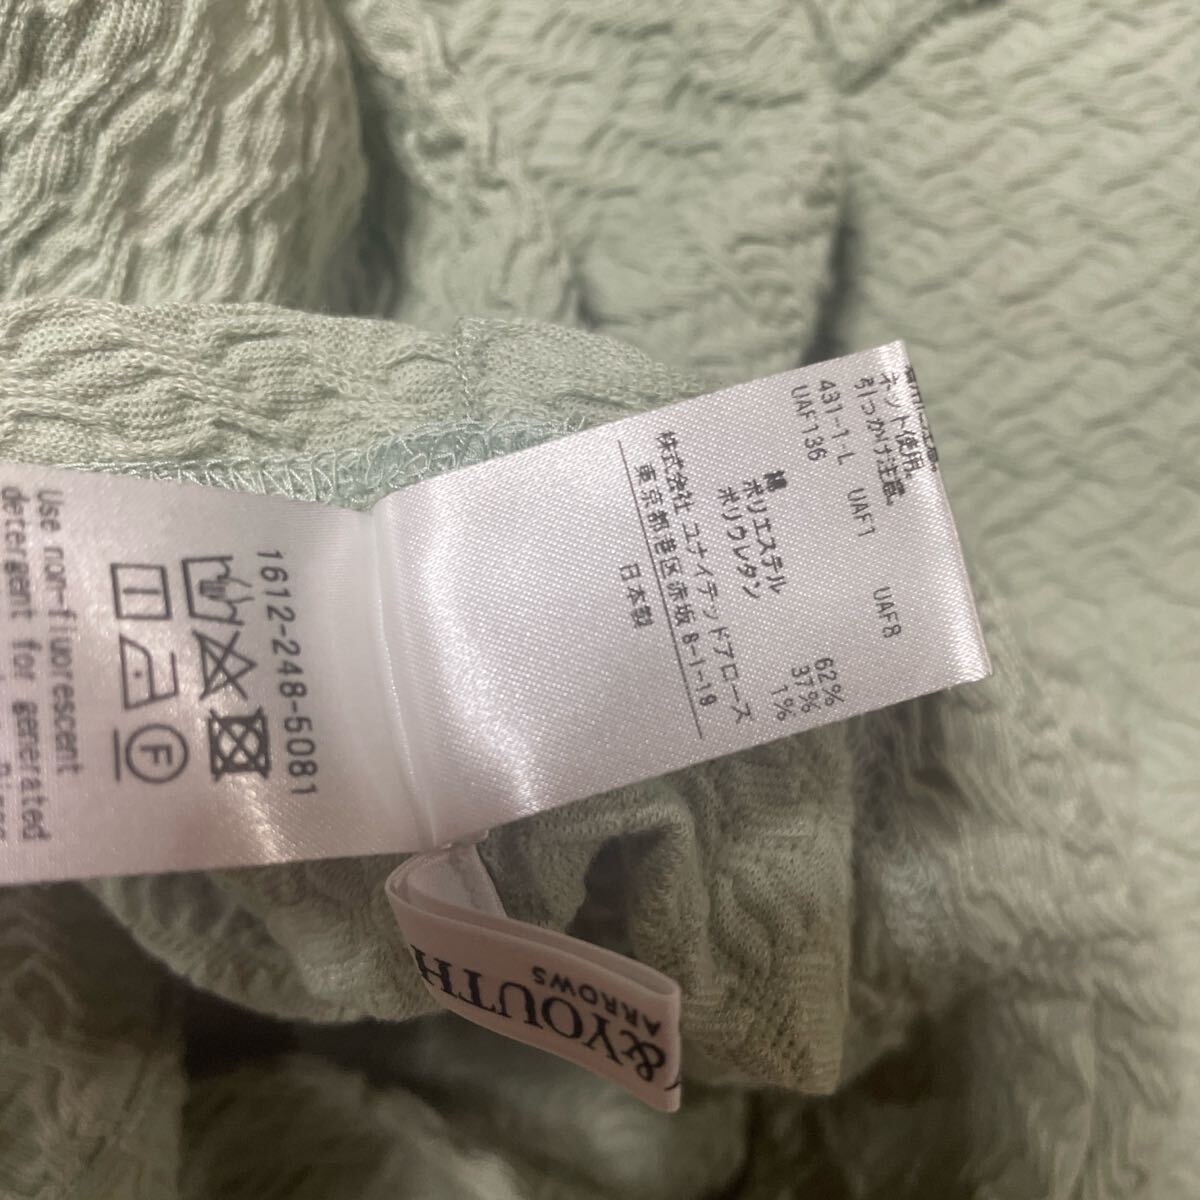 ネット使用
引っかけ注意
431-1-L UAF1 UAF8
UAF136
綿 62%
ポリエステル 37%
ポリウレタン 1%
株式会社 ユナイテッドアローズ
東京都港区赤坂 8-1-19
日本製
1612-248-5081
F
Use non-fluorescent
detergent for generated
&YOUTH
ARROWS